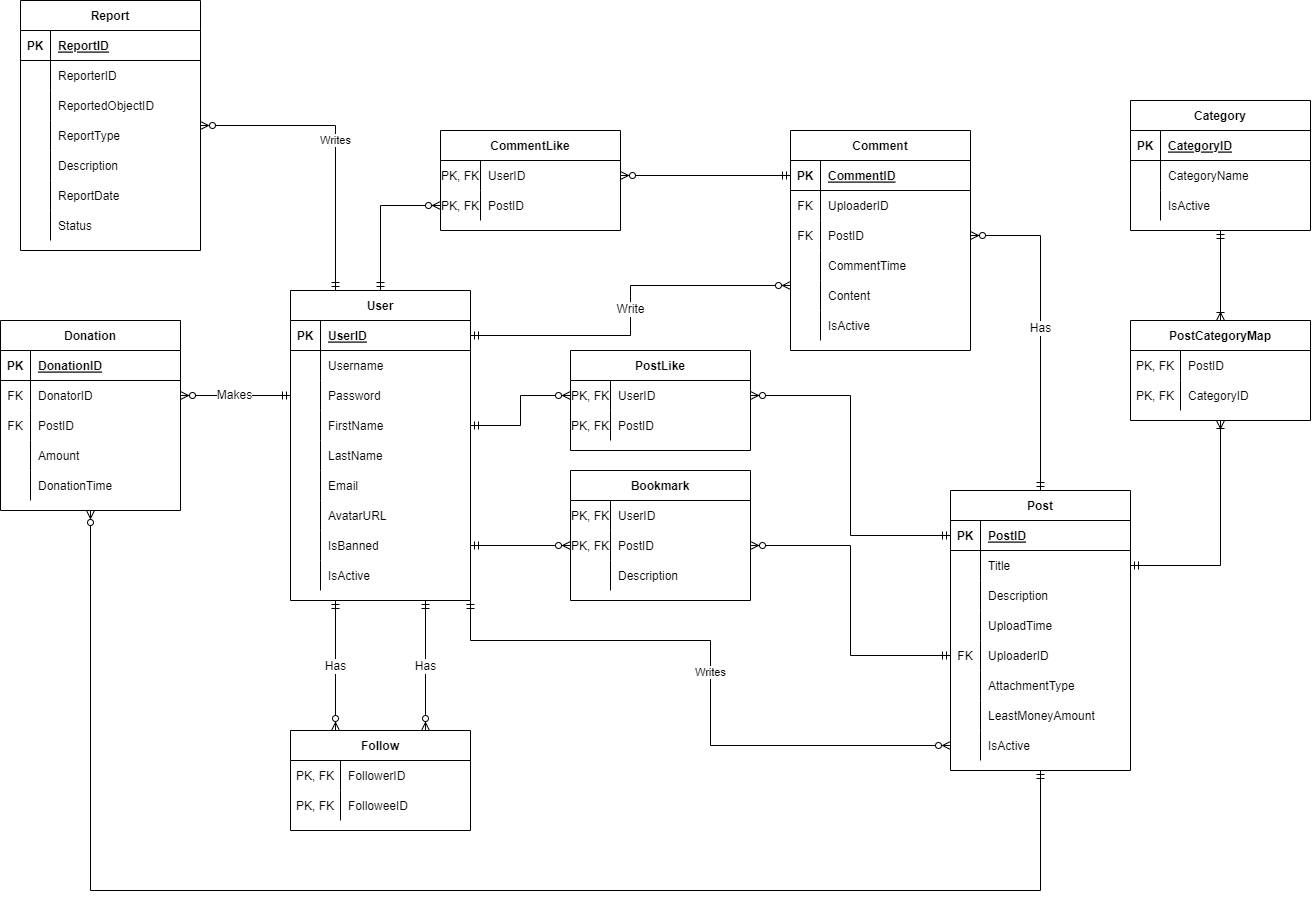 Report
PK ReportID
ReporterID
ReportedObjectID
ReportType
Description
ReportDate
Status
Writes
CommentLike
PK, FK UserID
PK, FK PostID
Comment
PK CommentID
FK UploaderID
FK PostID
CommentTime
Content
IsActive
Category
PK CategoryID
CategoryName
IsActive
Donation
PK DonationID
FK DonatorID
FK PostID
Amount
DonationTime
Makes
User
PK UserID
Username
Password
FirstName
LastName
Email
AvatarURL
IsBanned
IsActive
Write
PostLike
PK, FK UserID
PK, FK PostID
Has
PostCategoryMap
PK, FK PostID
PK, FK CategoryID
Bookmark
PK, FK UserID
PK, FK PostID
Description
Post
PK PostID
Title
Description
UploadTime
FK UploaderID
AttachmentType
LeastMoneyAmount
IsActive
Has
Has
Writes
Follow
PK, FK FollowerID
PK, FK FolloweeID